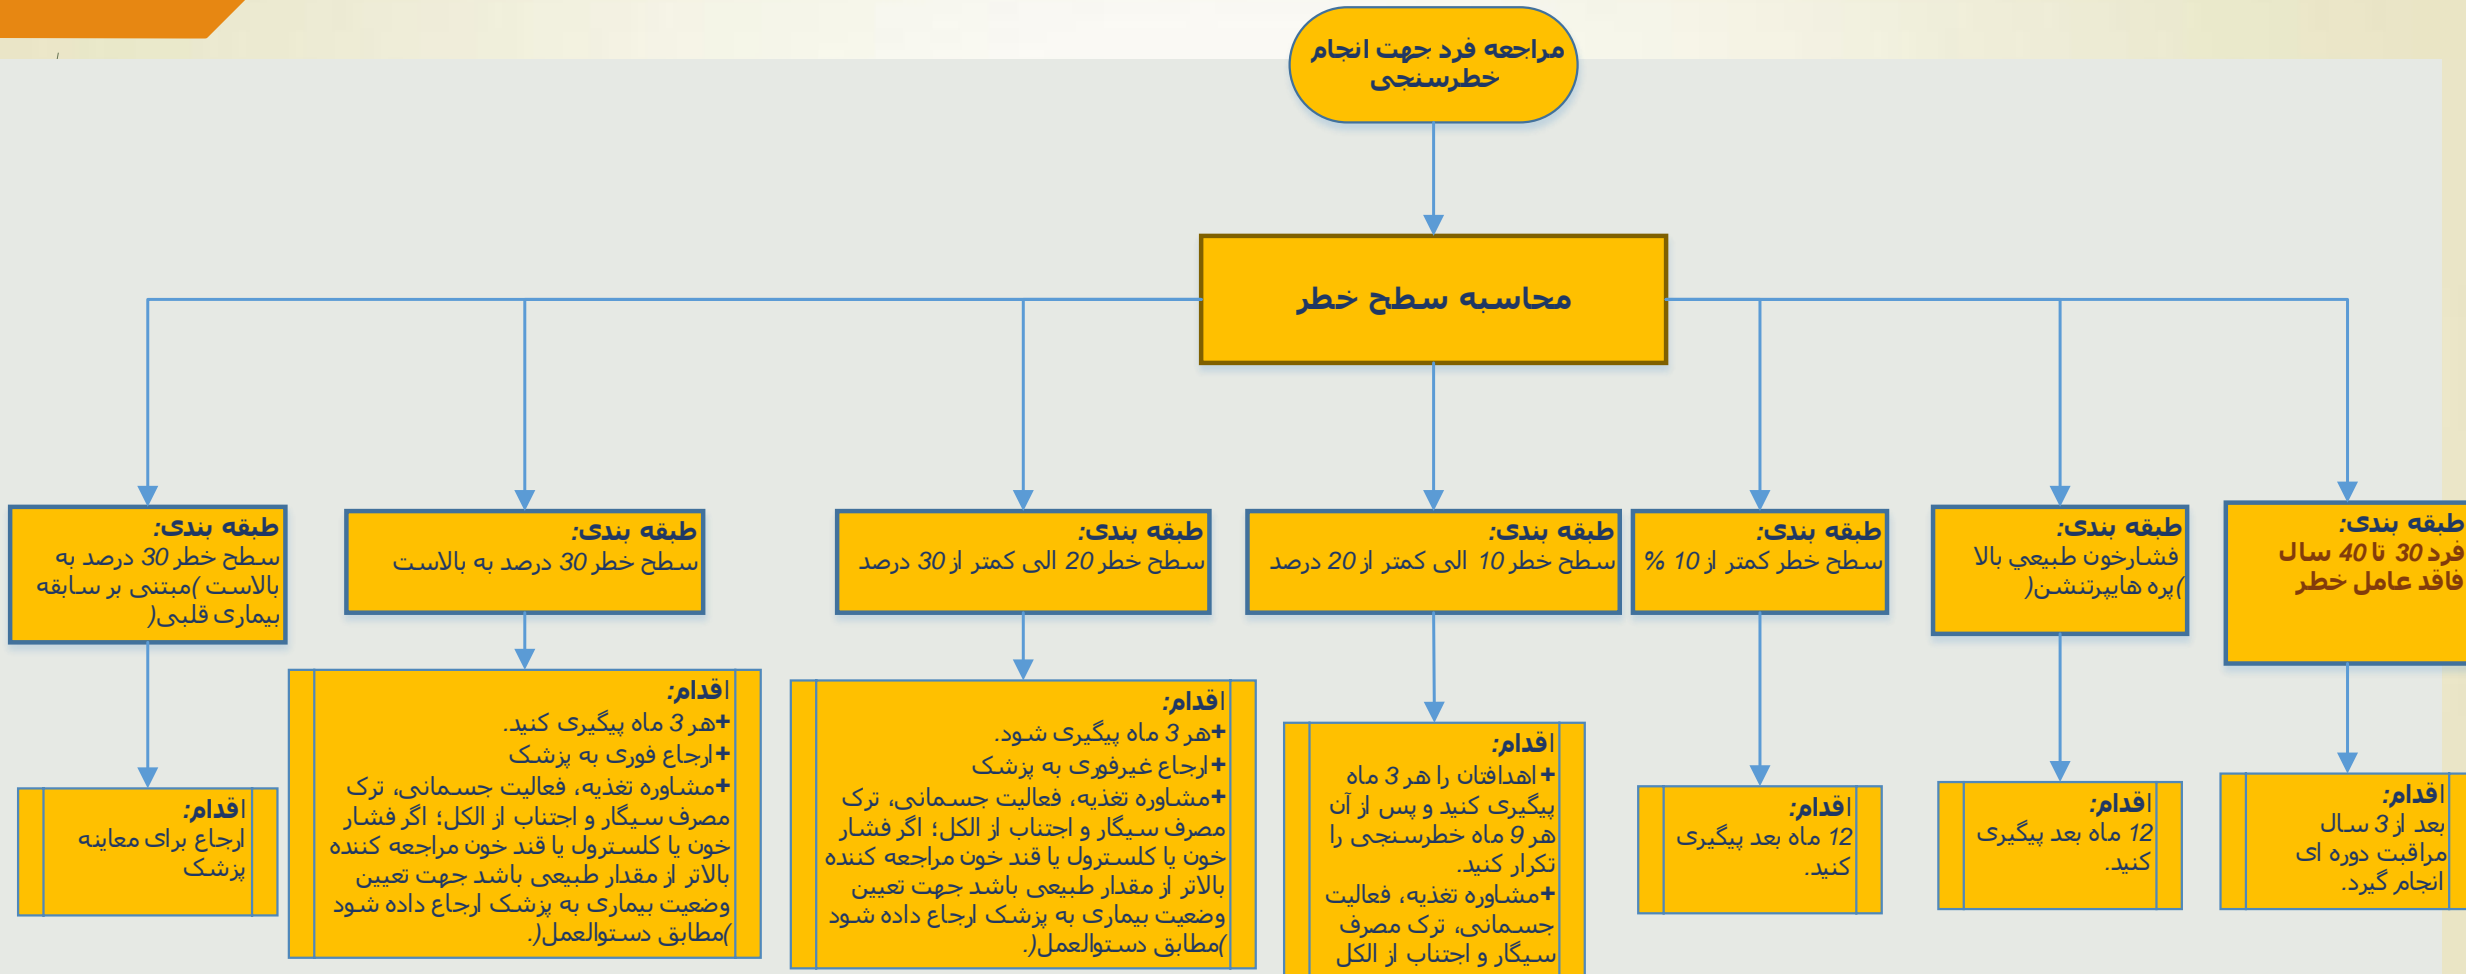 مراجعه فرد جهت انجام
خطرسنجی
محاسبه سطح خطر
طبقه بندی:
فرد 30 تا 40 سال
فاقد عامل خطر
طبقه بندی:
فشارخون طبیعي بالا
)پره هایپرتنشن(
طبقه بندی:
سطح خطر کمتر از 10 %
طبقه بندی:
سطح خطر 10 الی کمتر از 20 درصد
طبقه بندی:
سطح خطر 20 الی کمتر از 30 درصد
طبقه بندی:
سطح خطر 30 درصد به بالاست
طبقه بندی:
سطح خطر 30 درصد به
بالاست )مبتنی بر سابقه
بیماری قلبی(
اقدام:
بعد از 3 سال
مراقبت دوره ای
انجام گیرد.
اقدام:
12 ماه بعد پیگیری
کنید.
اقدام:
12 ماه بعد پیگیری
کنید.
اقدام:
+ اهدافتان را هر 3 ماه
پیگیری کنید و پس از آن
هر 9 ماه خطرسنجی را
تکرار کنید.
+مشاوره تغذیه، فعالیت
جسمانی، ترک مصرف
سیگار و اجتناب از الکل
اقدام:
+هر 3 ماه پیگیری شود.
+ارجاع غیرفوری به پزشک
+مشاوره تغذیه، فعالیت جسمانی، ترک
مصرف سیگار و اجتناب از الکل؛ اگر فشار
خون یا کلسترول یا قند خون مراجعه کننده
بالاتر از مقدار طبیعی باشد جهت تعیین
وضعیت بیماری به پزشک ارجاع داده شود
)مطابق دستوالعمل(.
اقدام:
+هر 3 ماه پیگیری کنید.
+ارجاع فوری به پزشک
+مشاوره تغذیه، فعالیت جسمانی، ترک
مصرف سیگار و اجتناب از الکل؛ اگر فشار
خون یا کلسترول یا قند خون مراجعه کننده
بالاتر از مقدار طبیعی باشد جهت تعیین
وضعیت بیماری به پزشک ارجاع داده شود
)مطابق دستوالعمل(.
اقدام:
ارجاع برای معاینه
پزشک